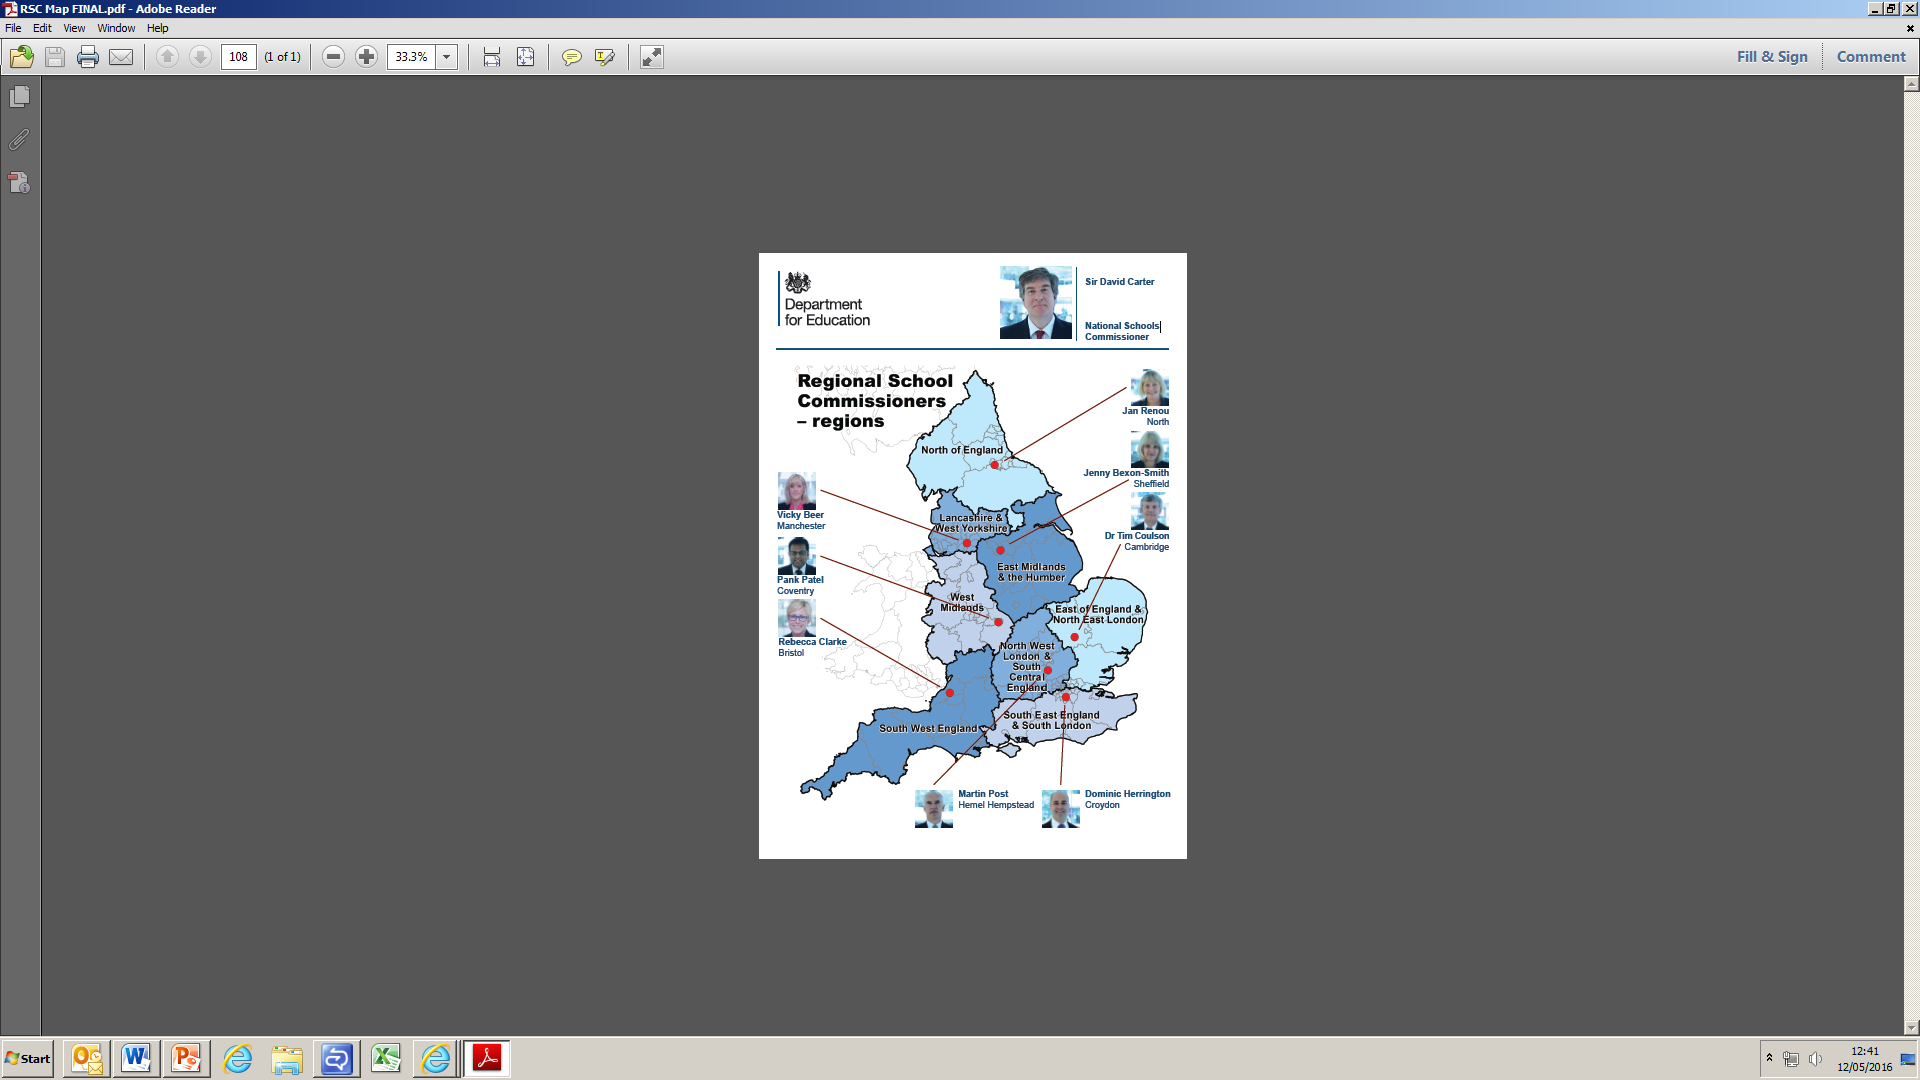 RSC Map FINAL.pdf - Adobe Reader
File Edit View Window Help
108 (1 of 1) 33.3% Fill & Sign Comment
Department
for Education
Sir David Carter
National Schools
Commissioner
Regional School
Commissioners
– regions
Jan Renou
North
Jenny Bexon-Smith
Sheffield
Dr Tim Coulson
Cambridge
Vicky Beer
Manchester
Pank Patel
Coventry
Rebecca Clarke
Bristol
North of England
Lancashire &
West Yorkshire
East Midlands
& the Humber
West
Midlands
East of England &
North East London
North West
London &
South
Central
England
South East England
& South London
South West England
Martin Post
Hemel Hempstead
Dominic Herrington
Croydon
Start
12:41
12/05/2016